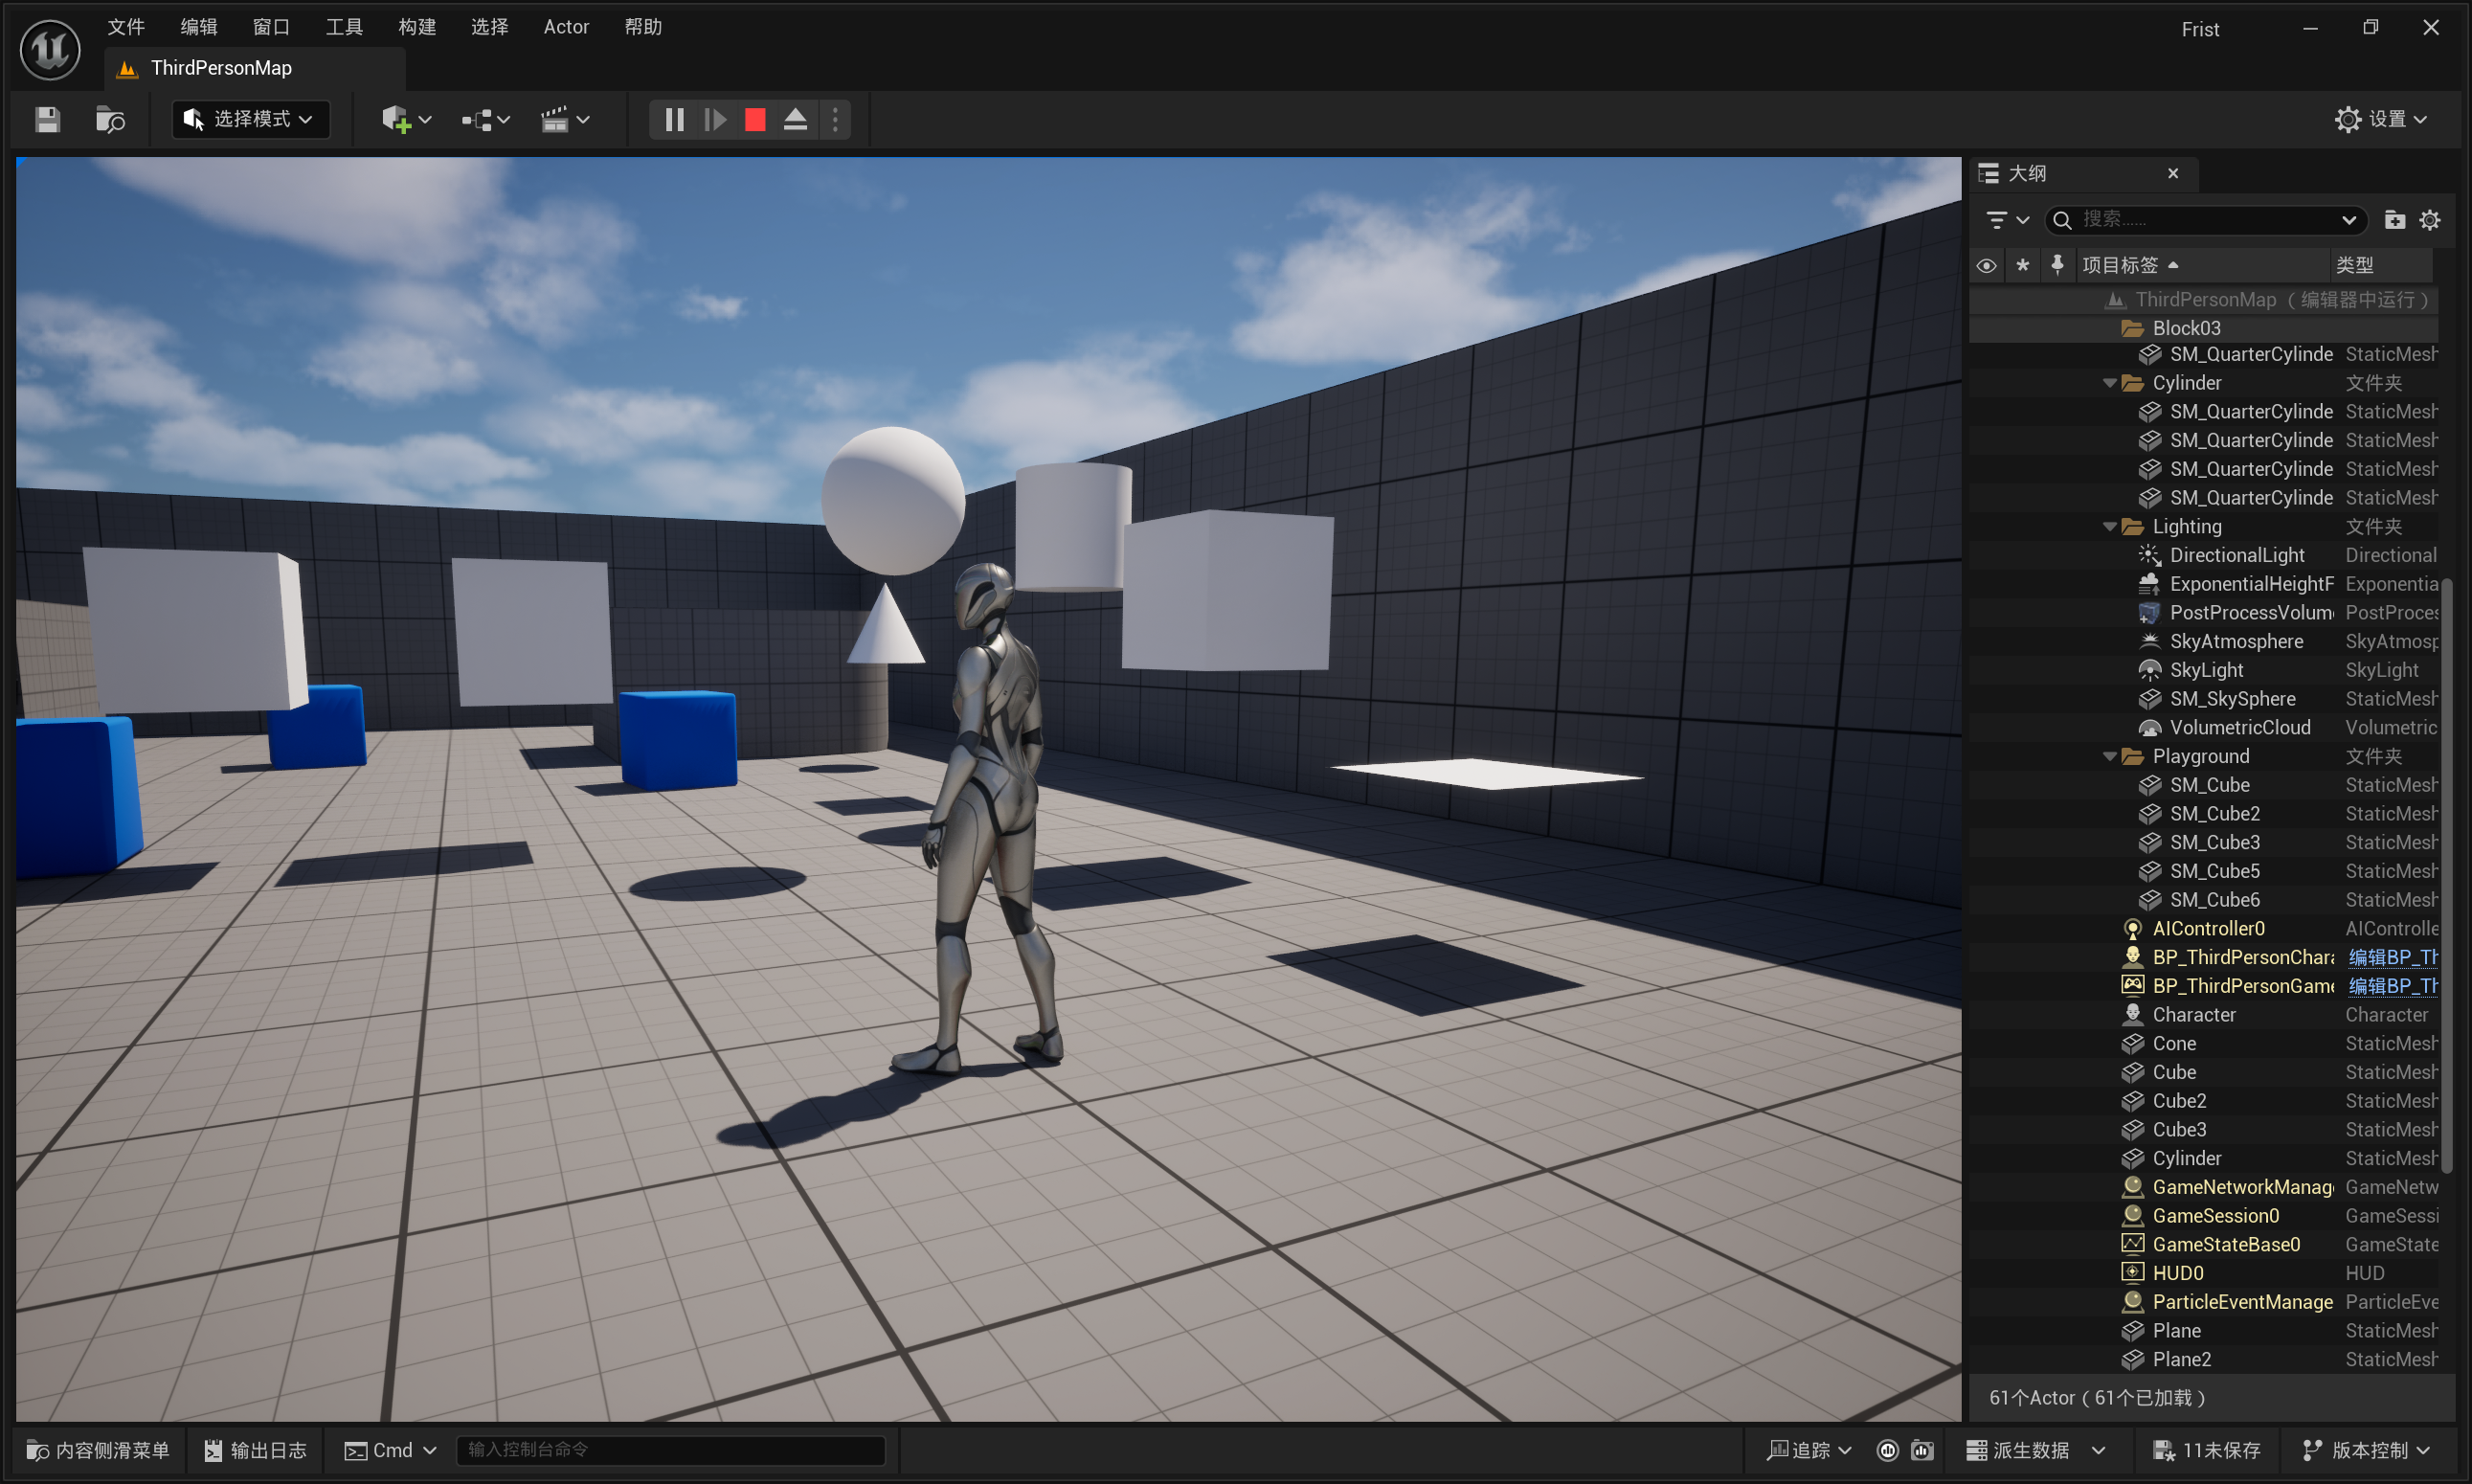 文件 编辑 窗口 工具 构建 选择 Actor 帮助 Frist
ThirdPersonMap
选择模式 设置
大纲
搜索......
项目标签 类型
ThirdPersonMap（编辑器中运行）
Block03
SM_QuarterCylinde StaticMesh
Cylinder 文件夹
SM_QuarterCylinde StaticMesh
SM_QuarterCylinde StaticMesh
SM_QuarterCylinde StaticMesh
SM_QuarterCylinde StaticMesh
Lighting 文件夹
DirectionalLight Directional
ExponentialHeightF Exponentia
PostProcessVolum PostProces
SkyAtmosphere SkyAtmosp
SkyLight SkyLight
SM_SkySphere StaticMesh
VolumetricCloud Volumetric
Playground 文件夹
SM_Cube StaticMesh
SM_Cube2 StaticMesh
SM_Cube3 StaticMesh
SM_Cube5 StaticMesh
SM_Cube6 StaticMesh
AIController0 AIControlle
BP_ThirdPersonChara 编辑BP_Th
BP_ThirdPersonGame 编辑BP_Th
Character Character
Cone StaticMesh
Cube StaticMesh
Cube2 StaticMesh
Cube3 StaticMesh
Cylinder StaticMesh
GameNetworkManag GameNetw
GameSession0 GameSessi
GameStateBase0 GameState
HUD0 HUD
ParticleEventManage ParticleEve
Plane StaticMesh
Plane2 StaticMesh
61个Actor（61个已加载）
内容侧滑菜单 输出日志 Cmd 输入控制台命令 追踪 派生数据 11未保存 版本控制